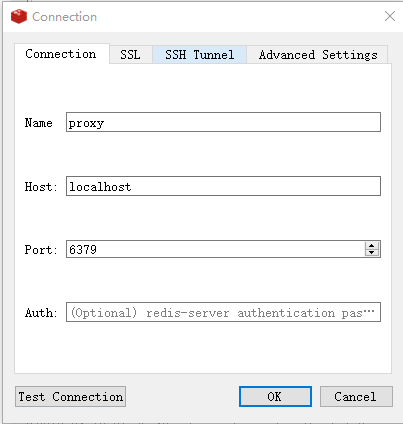 Connection
Connection SSL SSH Tunnel Advanced Settings
Name proxy
Host: localhost
Port: 6379
Auth: (Optional) redis-server authentication pas…
Test Connection OK Cancel